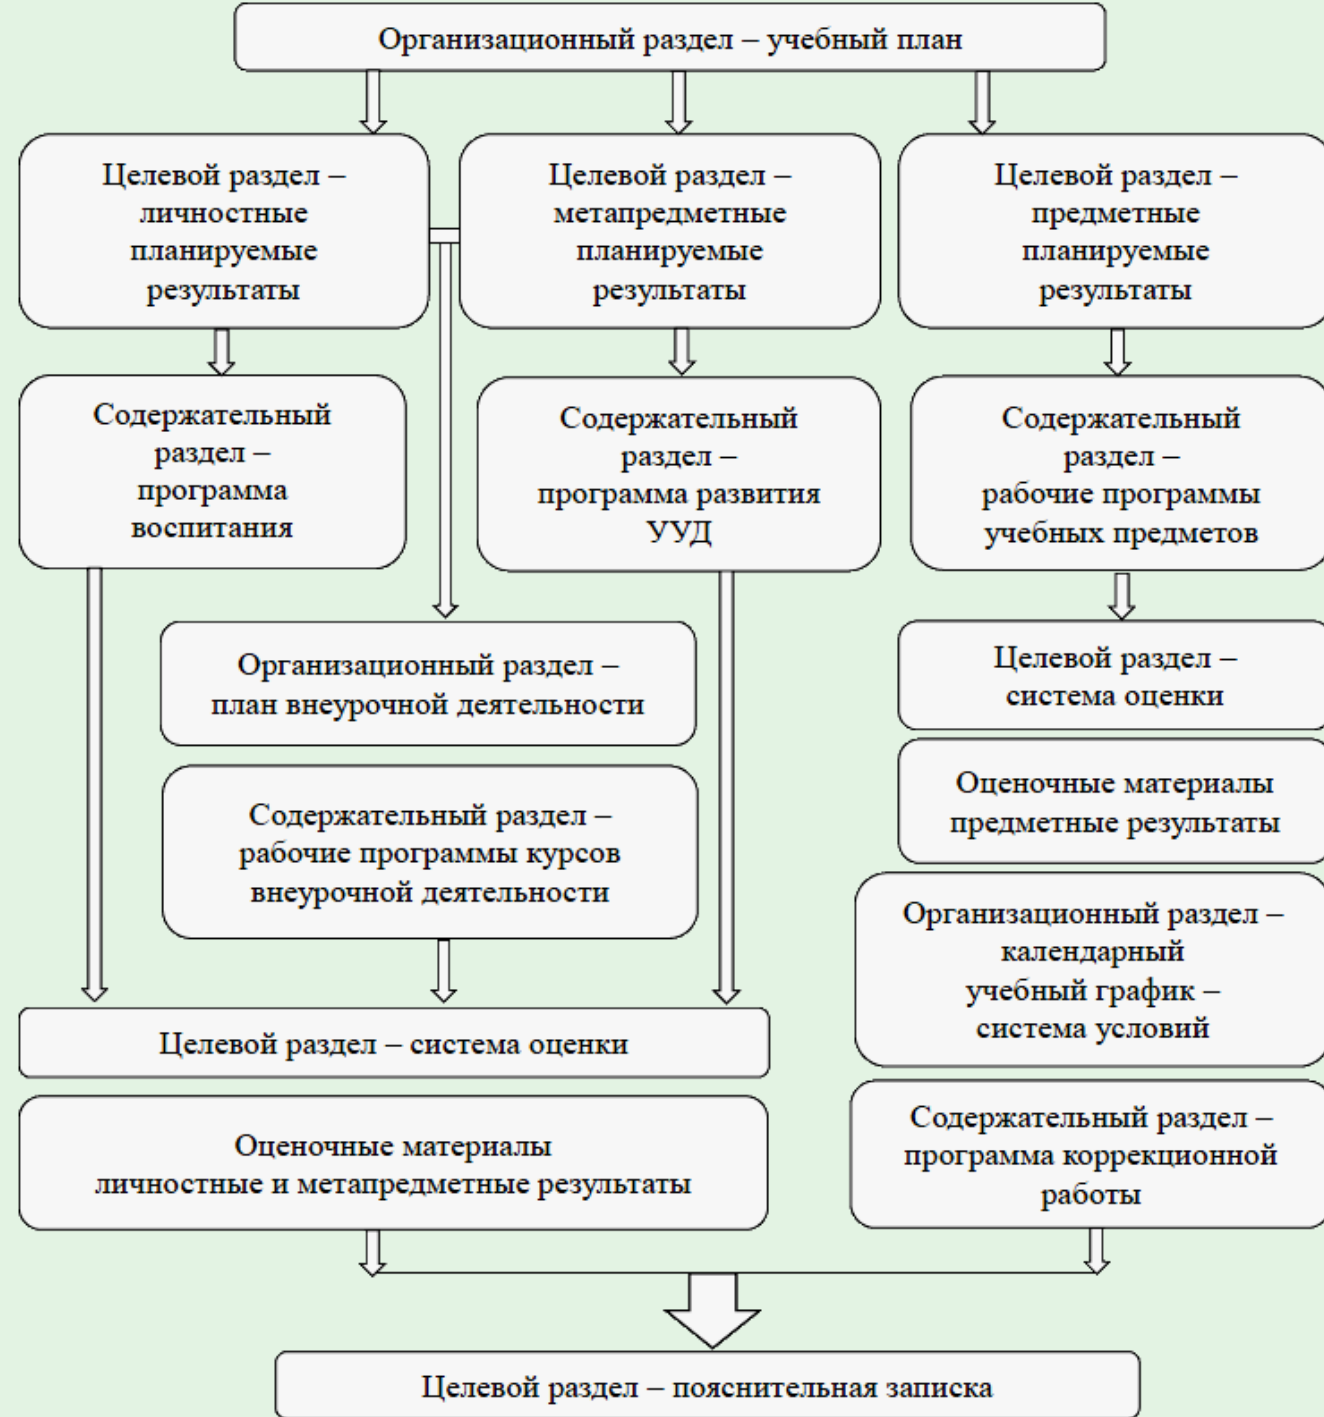 Организационный раздел – учебный план
Целевой раздел –
личностные
планируемые
результаты
Целевой раздел –
метапредметные
планируемые
результаты
Целевой раздел –
предметные
планируемые
результаты
Содержательный
раздел –
программа
воспитания
Содержательный
раздел –
программа развития
УУД
Содержательный
раздел –
рабочие программы
учебных предметов
Организационный раздел –
план внеурочной деятельности
Содержательный раздел –
рабочие программы курсов
внеурочной деятельности
Целевой раздел –
система оценки
Оценочные материалы
предметные результаты
Организационный раздел –
календарный
учебный график –
система условий
Целевой раздел – система оценки
Оценочные материалы
личностные и метапредметные результаты
Содержательный раздел –
программа коррекционной
работы
Целевой раздел – пояснительная записка